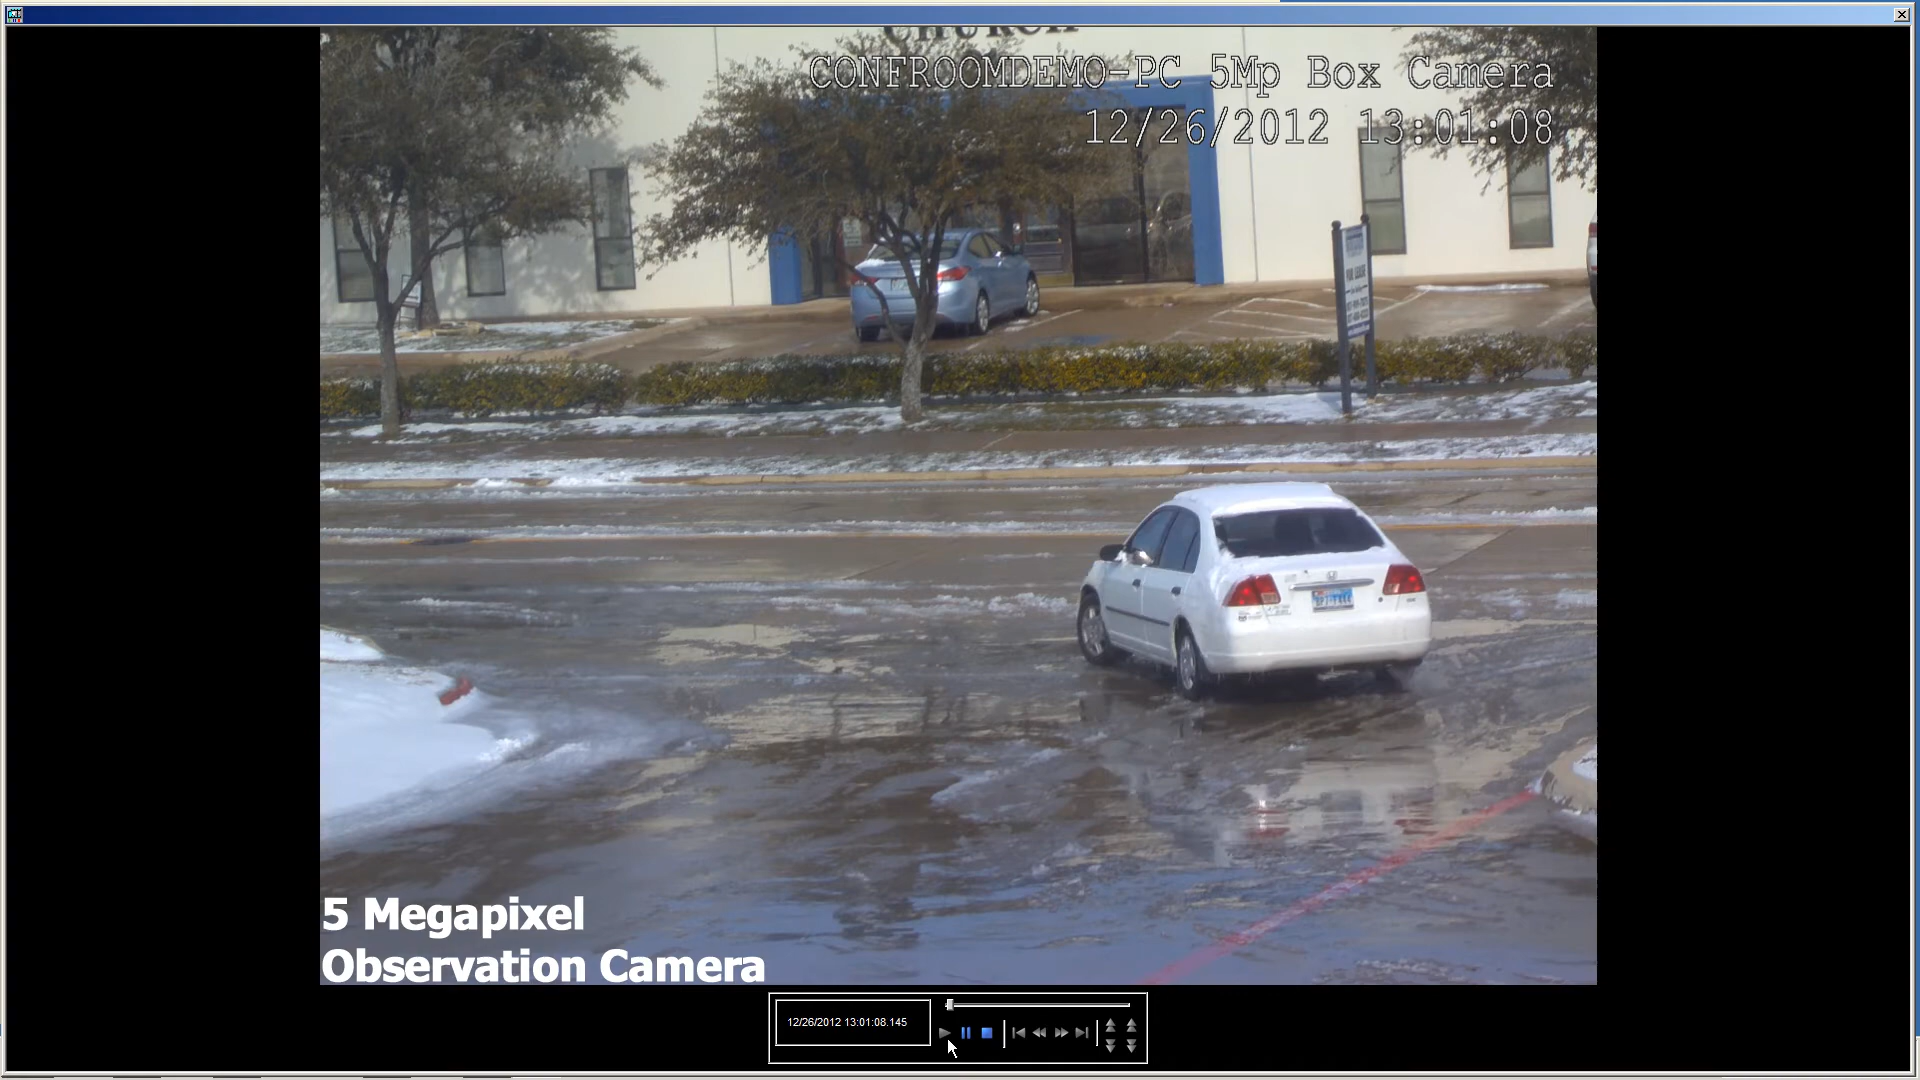 CHURCH
CONFROOMDEMO-PC 5Mp Box Camera
12/26/2012 13:01:08
5 Megapixel
Observation Camera
12/26/2012 13:01:08.145